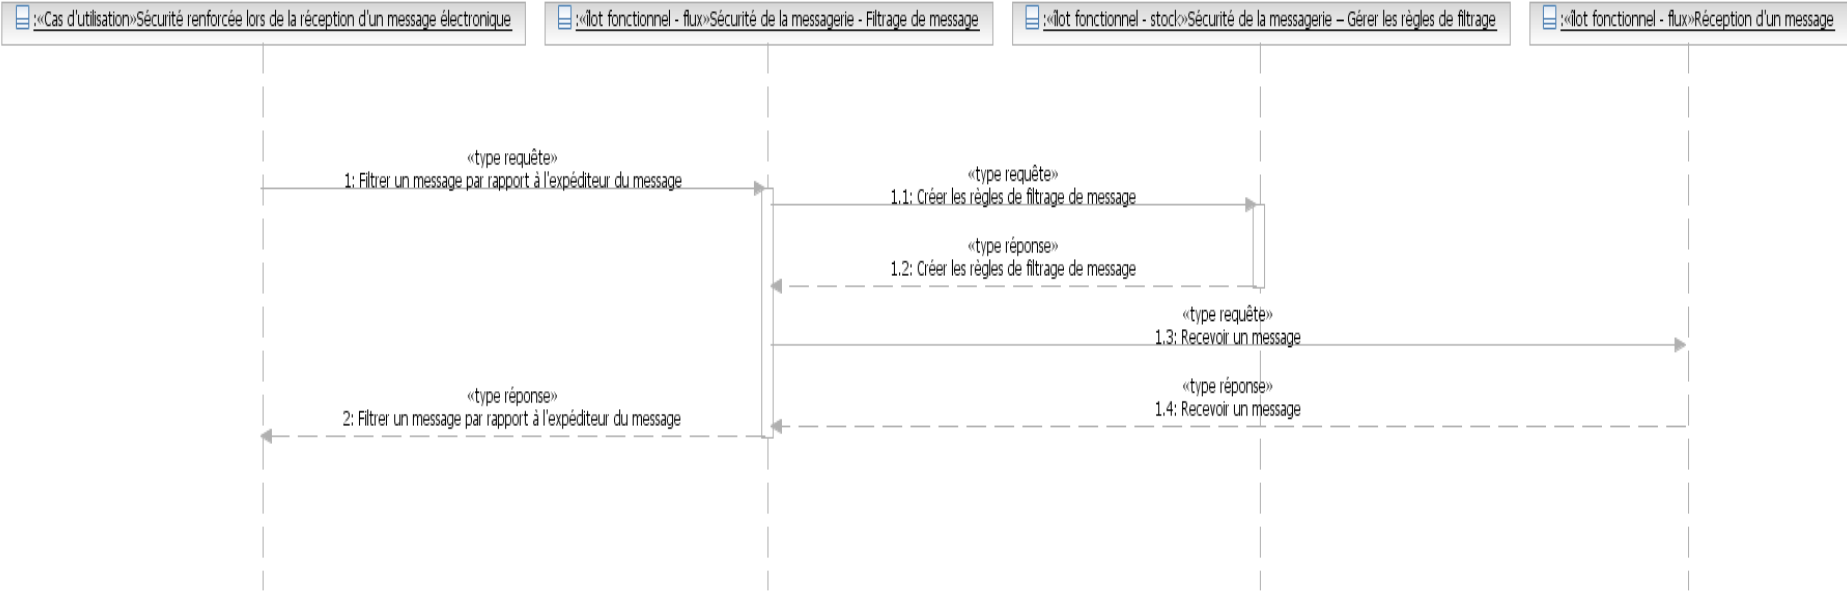 :«Cas d'utilisation»Sécurité renforcée lors de la réception d'un message électronique
:«îlot fonctionnel - flux»Sécurité de la messagerie - Filtrage de message
:«îlot fonctionnel - stock»Sécurité de la messagerie – Gérer les règles de filtrage
:«îlot fonctionnel - flux»Réception d'un message
«type requête»
1: Filtrer un message par rapport à l'expéditeur du message
«type requête»
1.1: Créer les règles de filtrage de message
«type réponse»
1.2: Créer les règles de filtrage de message
«type requête»
1.3: Recevoir un message
«type réponse»
1.4: Recevoir un message
«type réponse»
2: Filtrer un message par rapport à l'expéditeur du message